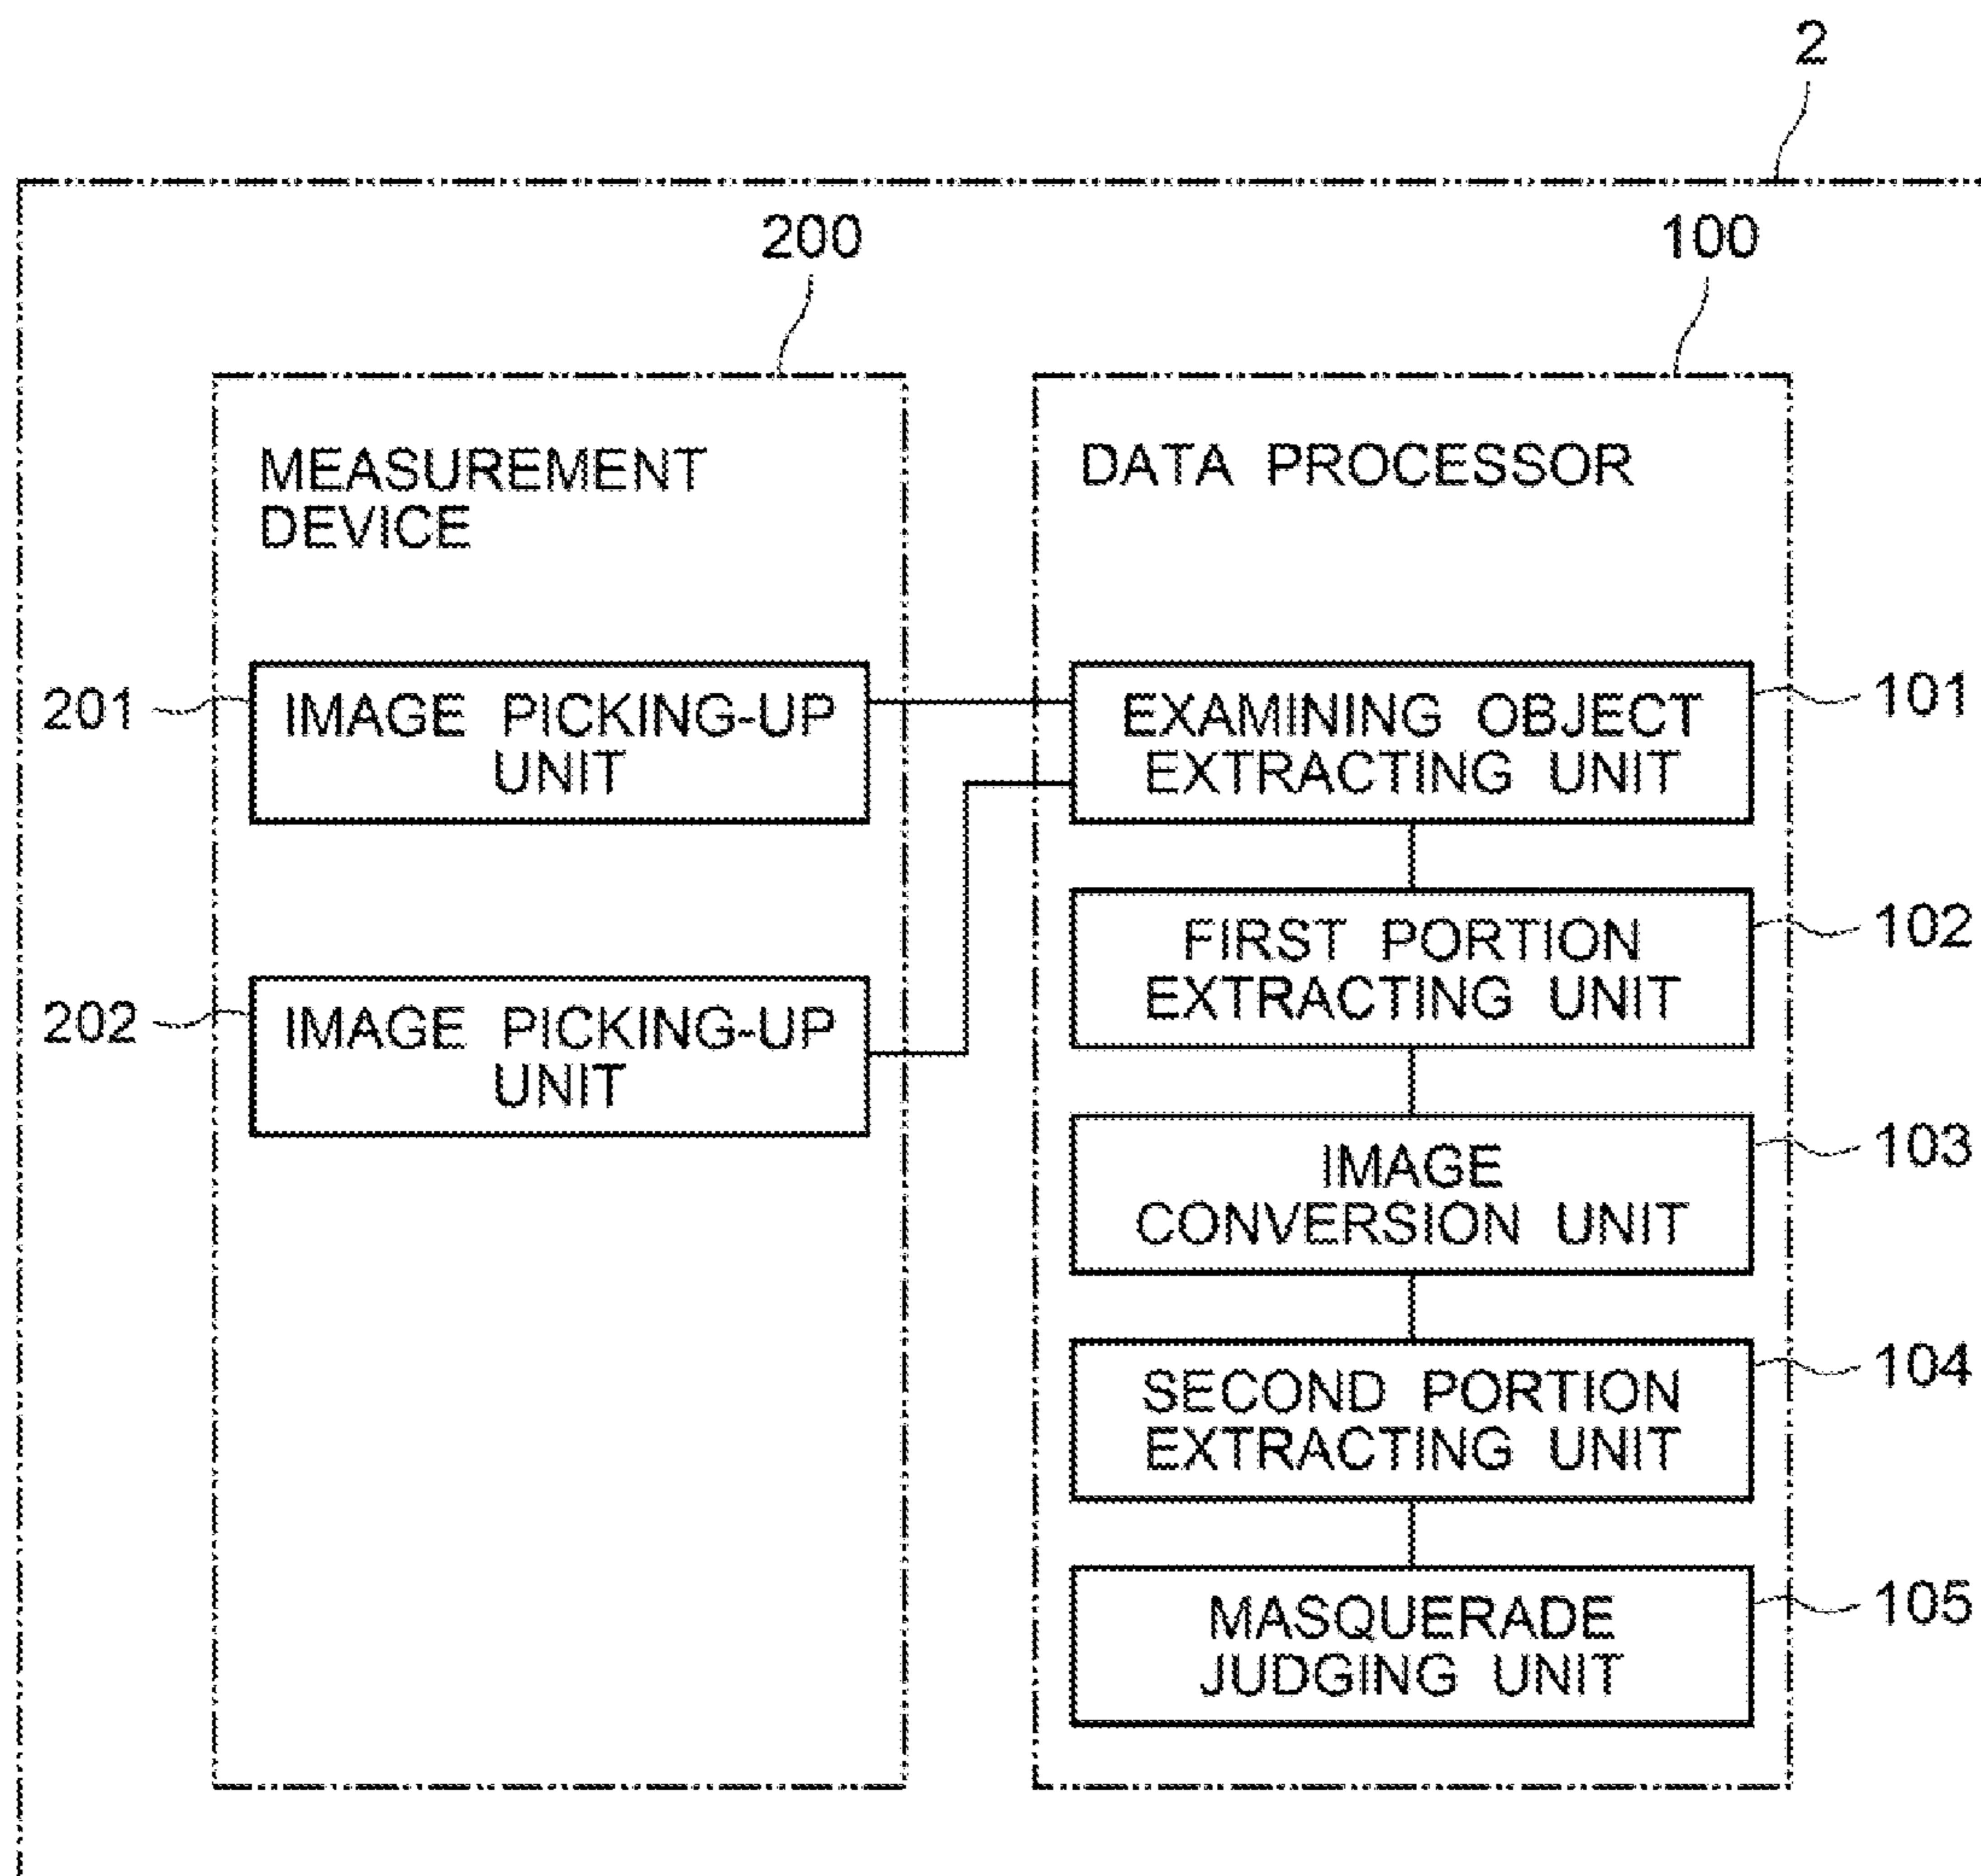 2
200
100
MEASUREMENT
DEVICE
DATA PROCESSOR
201
IMAGE PICKING-UP
UNIT
EXAMINING OBJECT
EXTRACTING UNIT
101
FIRST PORTION
EXTRACTING UNIT
102
202
IMAGE PICKING-UP
UNIT
IMAGE
CONVERSION UNIT
103
SECOND PORTION
EXTRACTING UNIT
104
MASQUERADE
JUDGING UNIT
105